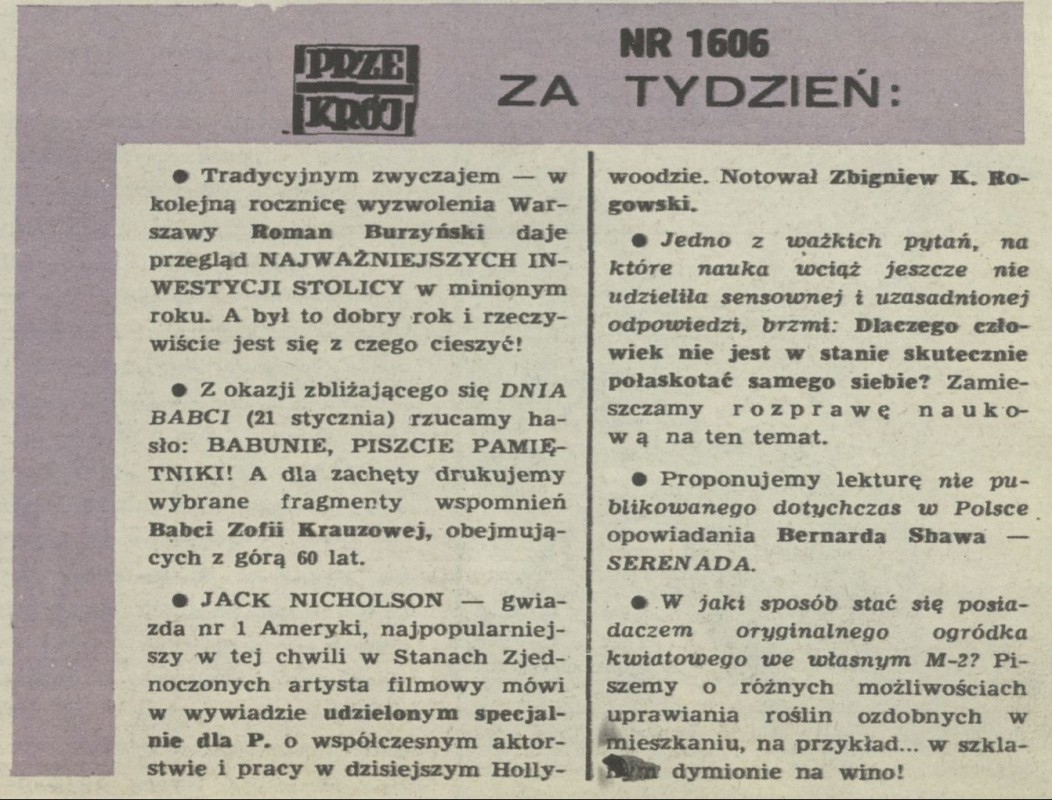 PRZE
KRÓJ
NR 1606
ZA TYDZIEŃ:
● Tradycyjnym zwyczajem — w
kolejną rocznicę wyzwolenia War-
szawy Roman Burzyński daje
przegląd NAJWAŻNIEJSZYCH IN-
WESTYCJI STOLICY w minionym
roku. A był to dobry rok i rzeczy-
wiście jest się z czego cieszyć!
● Z okazji zbliżającego się DNIA
BABCI (21 stycznia) rzucamy ha-
sło: BABUNIE, PISZCIE PAMIĘ-
TNIKI! A dla zachęty drukujemy
wybrane fragmenty wspomnień
Babci Zofii Krauzowej, obejmują-
cych z górą 60 lat.
● JACK NICHOLSON — gwia-
zda nr 1 Ameryki, najpopularniej-
szy w tej chwili w Stanach Zjed-
noczonych artysta filmowy mówi
w wywiadzie udzielonym specjal-
nie dla P. o współczesnym aktor-
stwie i pracy w dzisiejszym Holly-
woodzie. Notował Zbigniew K. Ro-
gowski.
● Jedno z ważkich pytań, na
które nauka wciąż jeszcze nie
udzieliła sensownej i uzasadnionej
odpowiedzi, brzmi: Dlaczego czło-
wiek nie jest w stanie skutecznie
połaskotać samego siebie? Zamie-
szczamy rozprawę nauko-
wą na ten temat.
● Proponujemy lekturę nie pu-
blikowanego dotychczas w Polsce
opowiadania Bernarda Shawa —
SERENADA.
● W jaki sposób stać się posia-
daczem oryginalnego ogródka
kwiatowego we własnym M-2? Pi-
szemy o różnych możliwościach
uprawiania roślin ozdobnych w
mieszkaniu, na przykład... w szkla-
dymionie na wino!